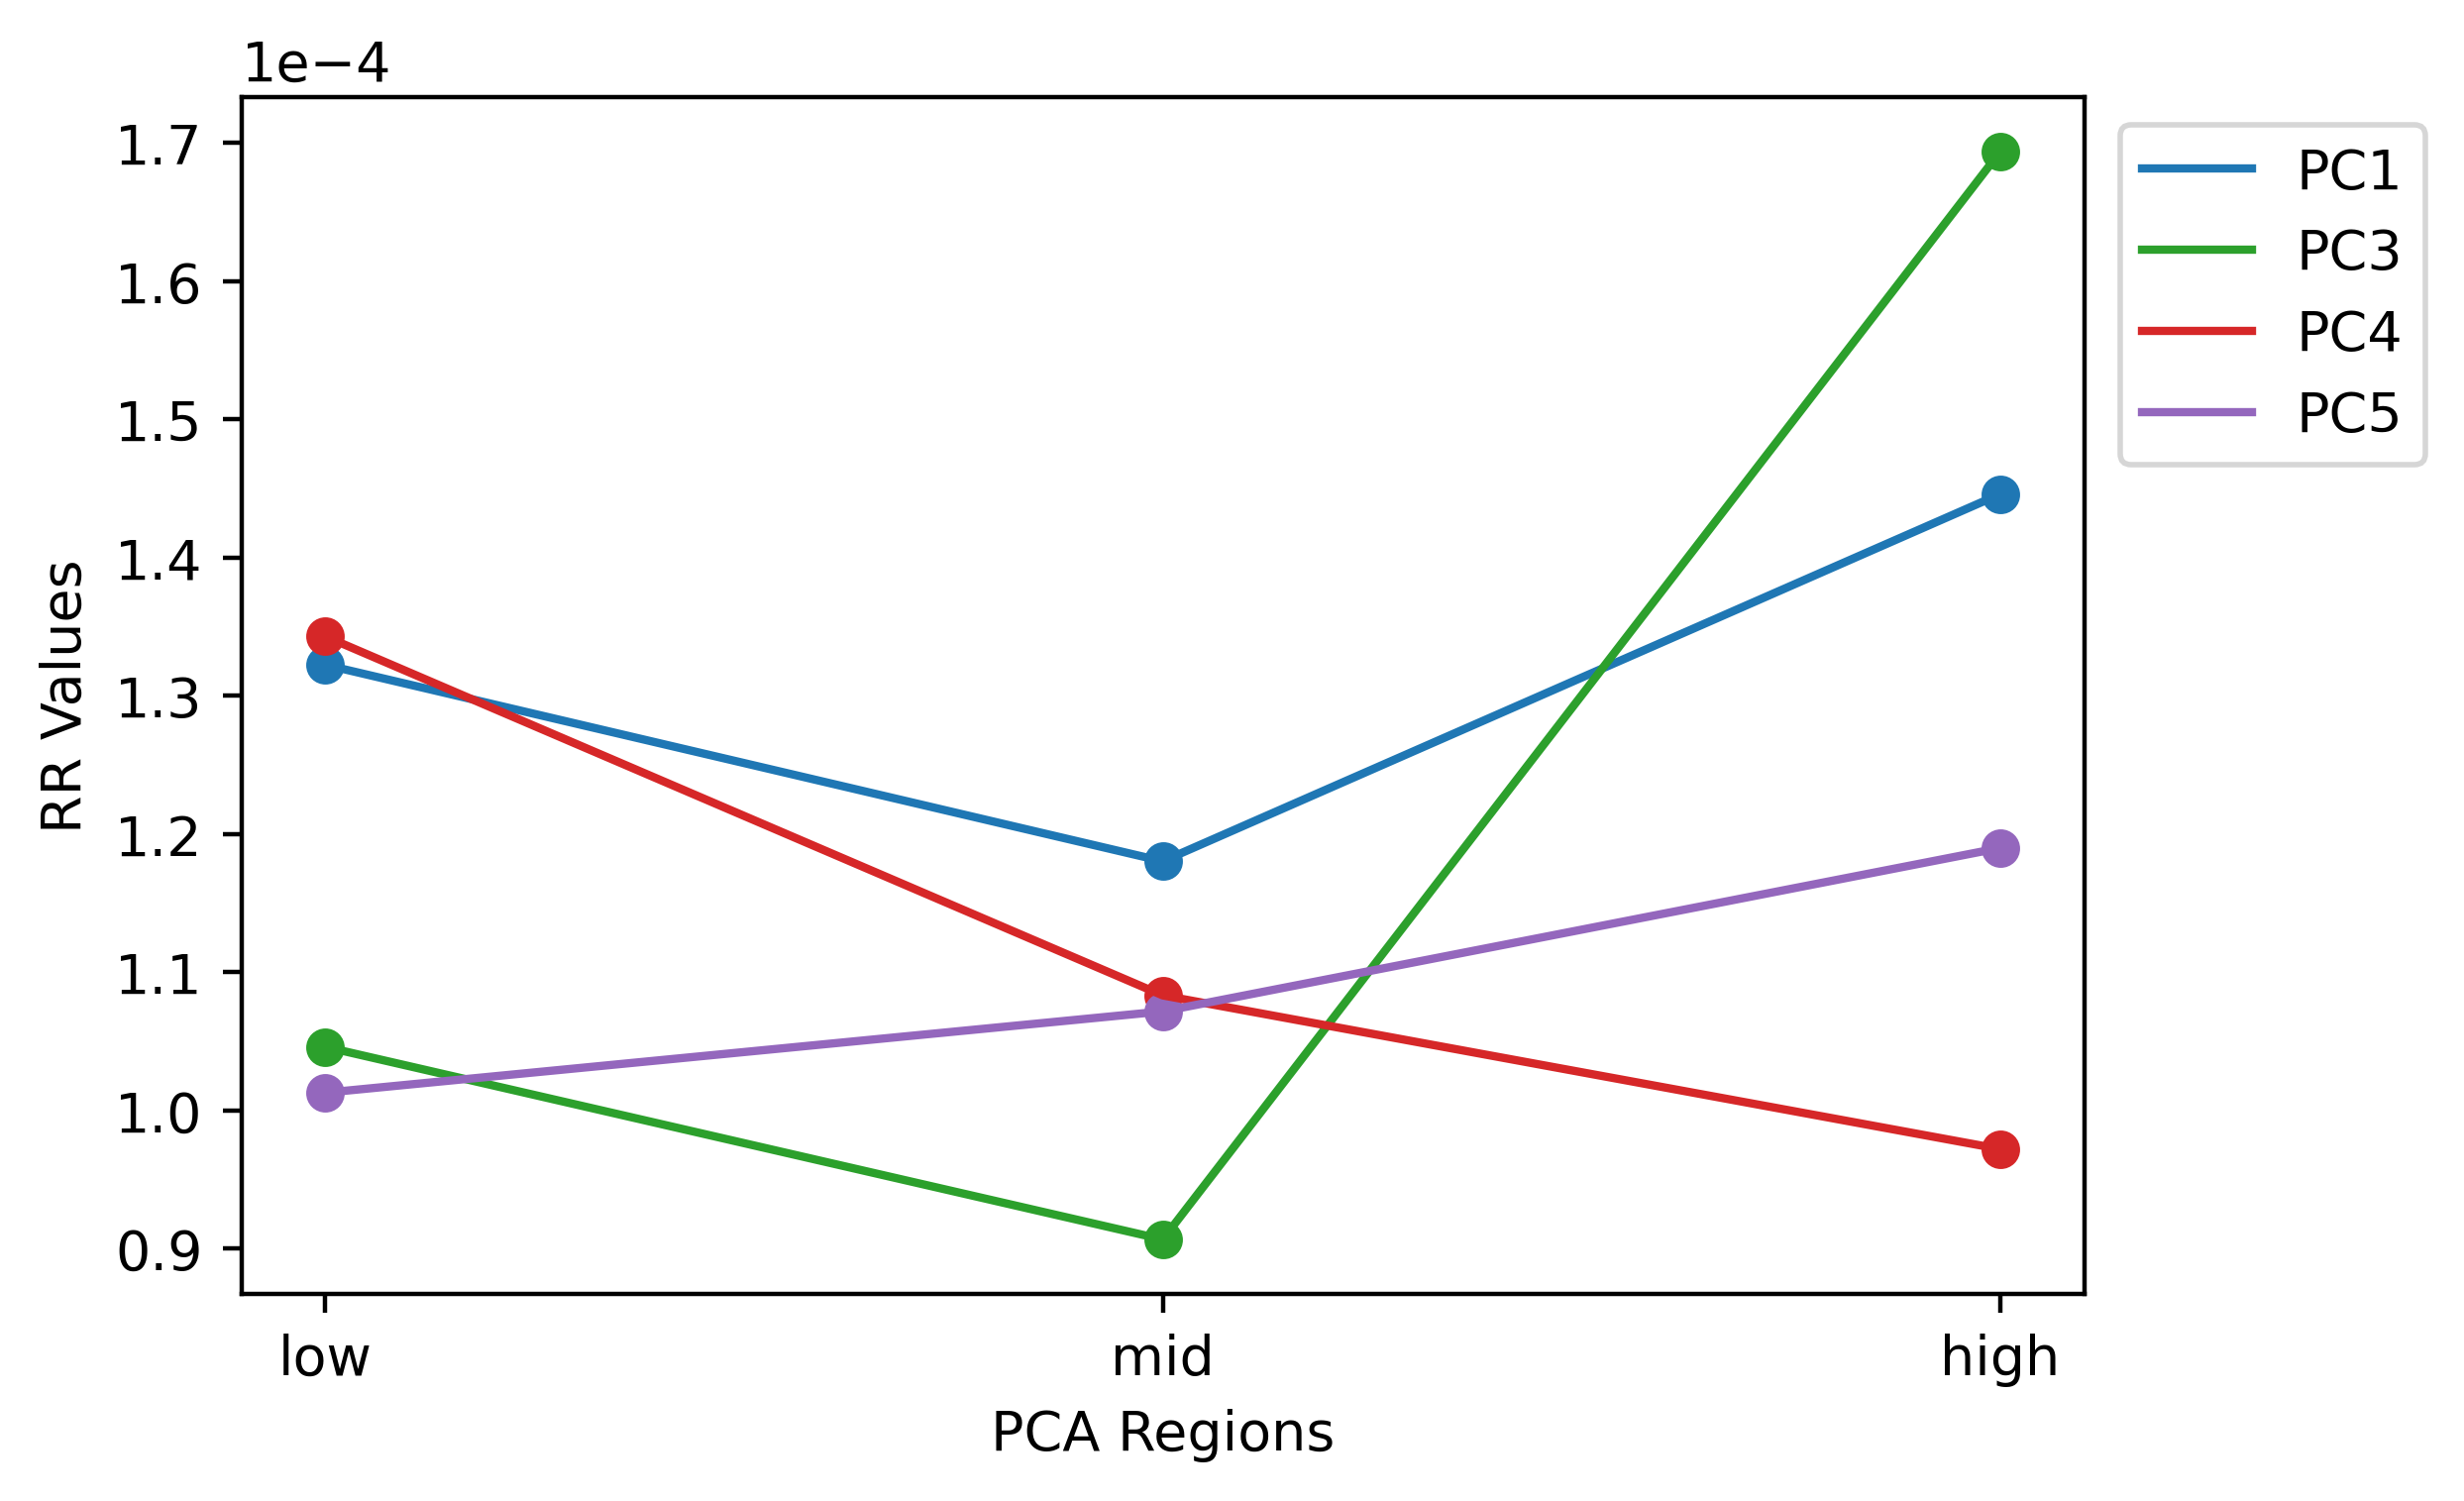 1e−4
1.7
1.6
1.5
1.4
1.3
1.2
1.1
1.0
0.9
RR Values
low mid high
PCA Regions
PC1
PC3
PC4
PC5